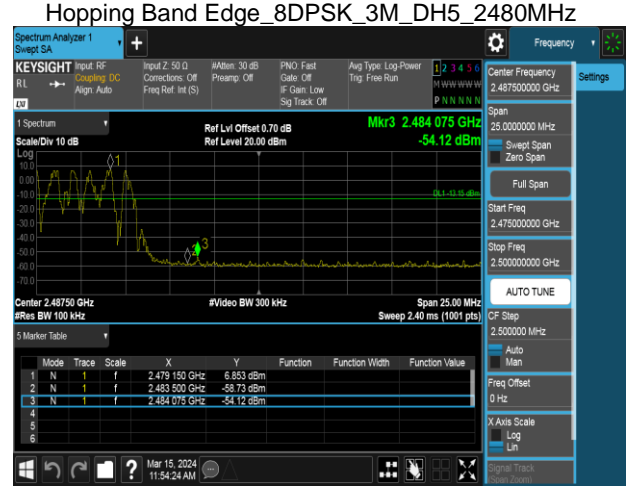 Hopping Band Edge_8DPSK_3M_DH5_2480MHz
Spectrum Analyzer 1
Swept SA
Frequency
KEYSIGHT
RL
Input: RF
Coupling: DC
Align: Auto
Input Z: 50 Ω
Corrections: Off
Freq Ref: Int (S)
#Atten: 30 dB
Preamp: Off
PNO: Fast
Gate: Off
IF Gain: Low
Sig Track: Off
Avg Type: Log-Power
Trig: Free Run
1 2 3 4 5 6
M W W W W W
P N N N N N
LXI
1 Spectrum
Scale/Div 10 dB
Ref Lvl Offset 0.70 dB
Ref Level 20.00 dBm
Mkr3 2.484 075 GHz
-54.12 dBm
Log
10.0
0.00
-10.0
-20.0
-30.0
-40.0
-50.0
-60.0
-70.0
1
2
3
DL1 -13.15 dBm
Center 2.48750 GHz
#Video BW 300 kHz
Span 25.00 MHz
#Res BW 100 kHz
Sweep 2.40 ms (1001 pts)
5 Marker Table
Mode Trace Scale X Y Function Function Width Function Value
1 N 1 f 2.479 150 GHz 6.853 dBm
2 N 1 f 2.483 500 GHz -58.73 dBm
3 N 1 f 2.484 075 GHz -54.12 dBm
4
5
6
Mar 15, 2024
11:54:24 AM
Center Frequency
2.487500000 GHz
Settings
Span
25.0000000 MHz
Swept Span
Zero Span
Full Span
Start Freq
2.475000000 GHz
Stop Freq
2.500000000 GHz
AUTO TUNE
CF Step
2.500000 MHz
Auto
Man
Freq Offset
0 Hz
X Axis Scale
Log
Lin
Signal Track
(Span Zoom)